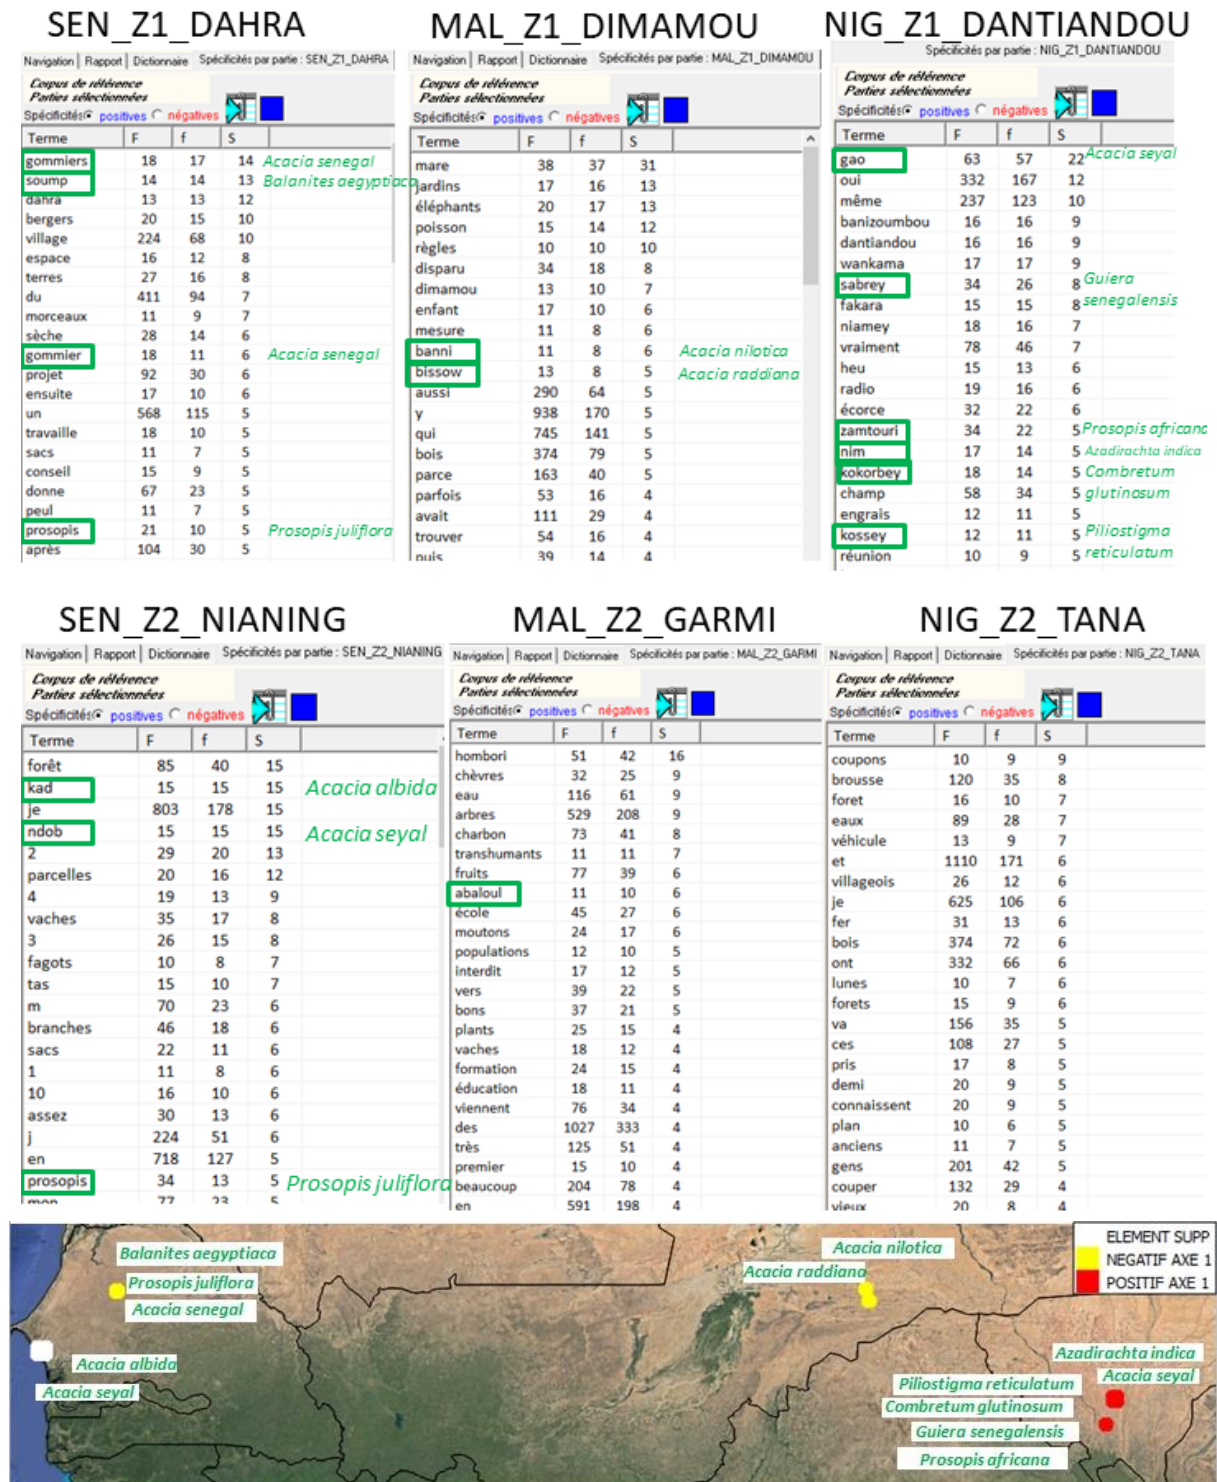 SEN_Z1_DAHRA
Navigation | Rapport | Dictionnaire Spécificités par partie : SEN_Z1_DAHRA
Corpus de référence
Parties sélectionnées
Spécificités positives négatives
Terme F f S
gommiers 18 17 14 Acacia senegal
soump 14 14 13 Balanites aegyptiaca
dahra 13 13 12
bergers 20 15 10
village 224 68 10
espace 16 12 8
terres 27 16 8
du 411 94 7
morceaux 11 9 7
sèche 28 14 6
gommier 18 11 6 Acacia senegal
projet 92 30 6
ensuite 17 10 6
un 568 115 5
travaille 18 10 5
sacs 11 7 5
conseil 15 9 5
donne 67 23 5
peul 11 7 5
prosopis 21 10 5 Prosopis juliflora
après 104 30 5
MAL_Z1_DIMAMOU
Navigation | Rapport | Dictionnaire Spécificités par partie : MAL_Z1_DIMAMOU
Corpus de référence
Parties sélectionnées
Spécificités positives négatives
Terme F f S
mare 38 37 31
jardins 17 16 13
éléphants 20 17 13
poisson 15 14 12
règles 10 10 10
disparu 34 18 8
dimamou 13 10 7
enfant 17 10 6
mesure 11 8 6
banni 11 8 6 Acacia nilotica
bissow 13 8 5 Acacia raddiana
aussi 290 64 5
y 938 170 5
qui 745 141 5
bois 374 79 5
parce 163 40 5
parfois 53 16 4
avait 111 29 4
trouver 54 16 4
puis 39 14 4
NIG_Z1_DANTIANDOU
Spécificités par partie : NIG_Z1_DANTIANDOU
Corpus de référence
Parties sélectionnées
Spécificités positives négatives
Terme F f S
gao 63 57 22 Acacia seyal
oui 332 167 12
même 237 123 10
banizoumbou 16 16 9
dantiandou 16 16 9
wankama 17 17 9
sabrey 34 26 8 Guiera
fakara 15 15 8 senegalensis
niamey 18 16 7
vraiment 78 46 7
heu 15 13 6
radio 19 16 6
écorce 32 22 6
zamtouri 34 22 5 Prosopis africana
nim 17 14 5 Azadirachta indica
kokorbey 18 14 5 Combretum
champ 58 34 5 glutinosum
engrais 12 11 5
kossey 12 11 5 Piliostigma
réunion 10 9 5 reticulatum
SEN_Z2_NIANING
Navigation | Rapport | Dictionnaire Spécificités par partie : SEN_Z2_NIANING
Corpus de référence
Parties sélectionnées
Spécificités positives négatives
Terme F f S
forêt 85 40 15
kad 15 15 15 Acacia albida
je 803 178 15
ndob 15 15 15 Acacia seyal
2 29 20 13
parcelles 20 16 12
4 19 13 9
vaches 35 17 8
3 26 15 8
fagots 10 8 7
tas 15 10 7
m 70 23 6
branches 46 18 6
sacs 22 11 6
1 11 8 6
10 16 10 6
assez 30 13 6
j 224 51 6
en 718 127 5
prosopis 34 13 5 Prosopis juliflora
mon 77 23 5
MAL_Z2_GARMI
Navigation | Rapport | Dictionnaire Spécificités par partie : MAL_Z2_GARMI
Corpus de référence
Parties sélectionnées
Spécificités positives négatives
Terme F f S
hombori 51 42 16
chèvres 32 25 9
eau 116 61 9
arbres 529 208 9
charbon 73 41 8
transhumants 11 11 7
fruits 77 39 6
abaloul 11 10 6
école 45 27 6
moutons 24 17 6
populations 12 10 5
interdit 17 12 5
vers 39 22 5
bons 37 21 5
plants 25 15 4
vaches 18 12 4
formation 24 15 4
éducation 18 11 4
viennent 76 34 4
des 1027 333 4
très 125 51 4
premier 15 10 4
beaucoup 204 78 4
en 591 198 4
NIG_Z2_TANA
Navigation | Rapport | Dictionnaire Spécificités par partie : NIG_Z2_TANA
Corpus de référence
Parties sélectionnées
Spécificités positives négatives
Terme F f S
coupons 10 9 9
brousse 120 35 8
foret 16 10 7
eaux 89 28 7
véhicule 13 9 7
et 1110 171 6
villageois 26 12 6
je 625 106 6
fer 31 13 6
bois 374 72 6
ont 332 66 6
lunes 10 7 6
forets 15 9 6
va 156 35 5
ces 108 27 5
pris 17 8 5
demi 20 9 5
connaissent 20 9 5
plan 10 6 5
anciens 11 7 5
gens 201 42 5
couper 132 29 4
vieux 20 8 4
ELEMENT SUPP
NEGATIF AXE 1
POSITIF AXE 1
Balanites aegyptiaca
Prosopis juliflora
Acacia senegal
Acacia albida
Acacia seyal
Acacia nilotica
Acacia raddiana
Azadirachta indica
Acacia seyal
Piliostigma reticulatum
Combretum glutinosum
Guiera senegalensis
Prosopis africana